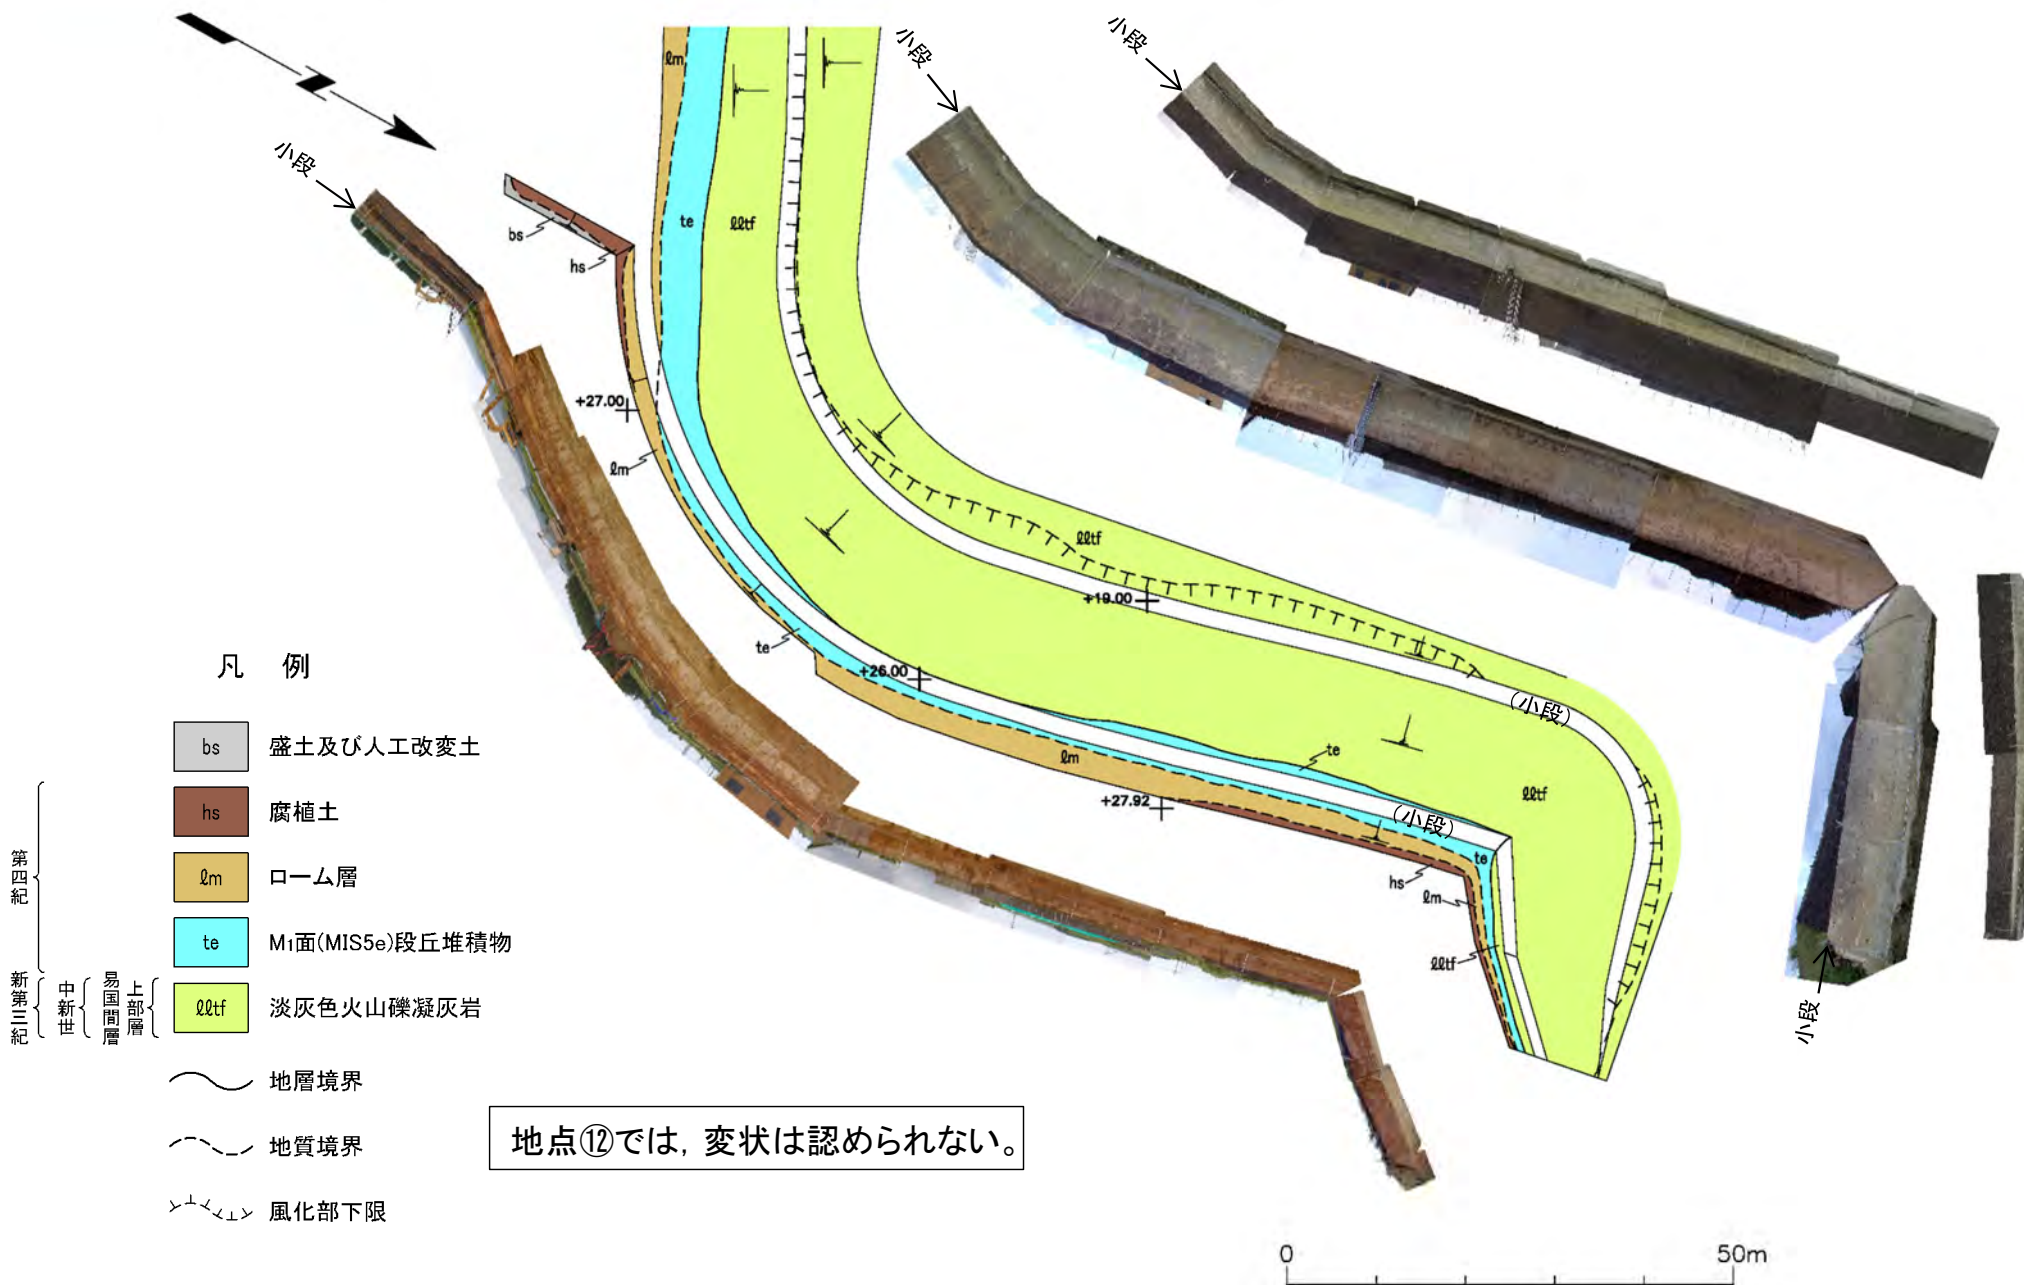 小段
小段
小段
ℓm
te
ℓℓtf
bs
hs
+27.00
ℓm
ℓℓtf
+19.00
te
+26.00
(小段)
te
ℓm
ℓℓtf
+27.92
(小段)
te
hs
ℓm
ℓℓtf
小段
凡 例
bs 盛土及び人工改変土
hs 腐植土
ℓm ローム層
te M1面(MIS5e)段丘堆積物
ℓℓtf 淡灰色火山礫凝灰岩
第四紀
新第三紀
中新世
易国間層
上部層
地層境界
地質境界
風化部下限
地点⑫では，変状は認められない。
0 50m